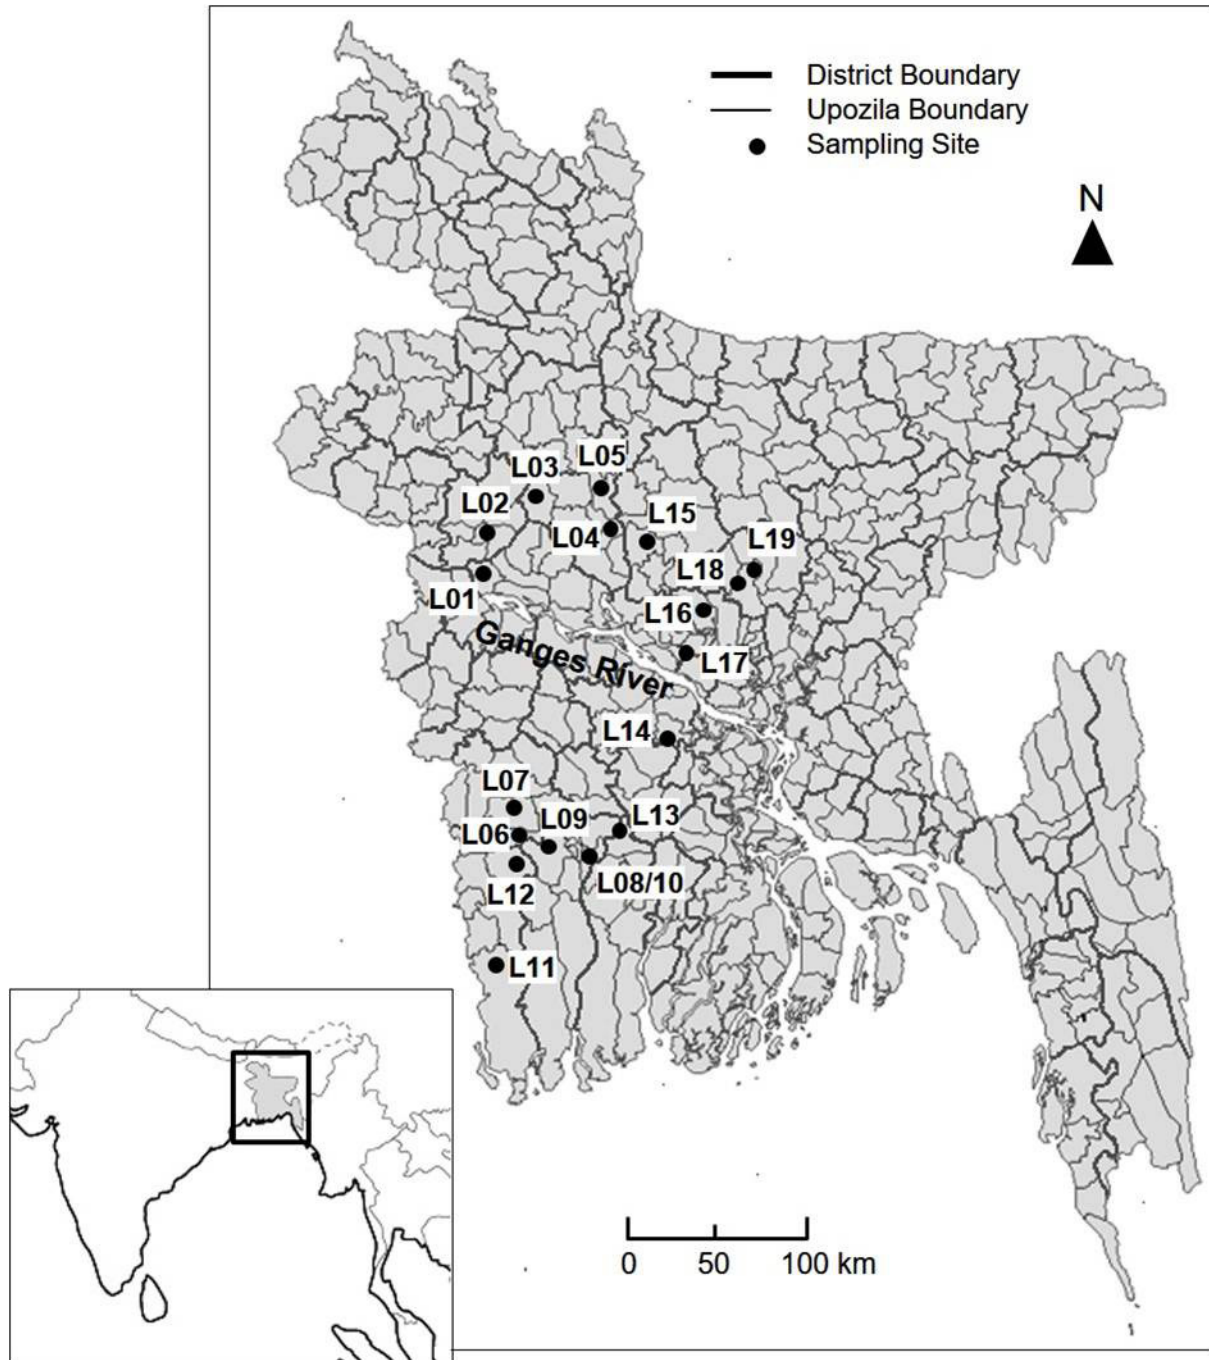 District Boundary
Upozila Boundary
Sampling Site
N
L03
L05
L02
L04
L15
L19
L18
L01
L16
Ganges River
L17
L14
L07
L09
L13
L06
L08/10
L12
L11
0 50 100 km